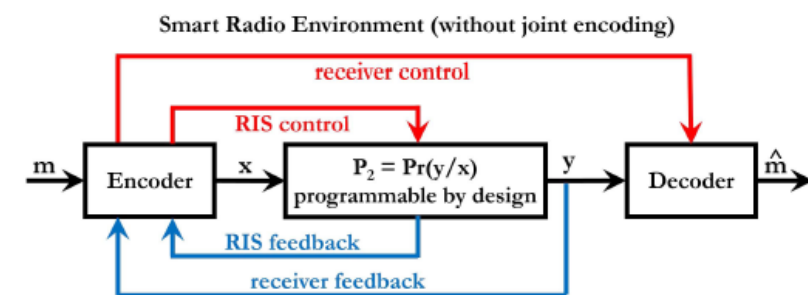 Smart Radio Environment (without joint encoding)
receiver control
RIS control
m
Encoder
x
P₂ = Pr(y/x)
programmable by design
y
Decoder
m̂
RIS feedback
receiver feedback